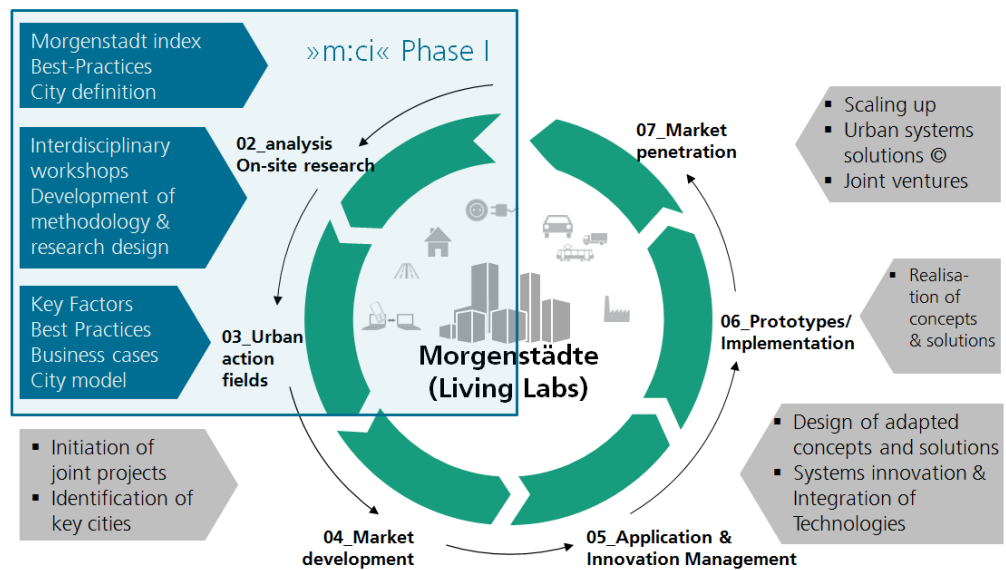 »m:ci« Phase I
Morgenstadt index
Best-Practices
City definition
Interdisciplinary
workshops
Development of
methodology &
research design
02_analysis
On-site research
Key Factors
Best Practices
Business cases
City model
03_Urban
action
fields
▪ Initiation of
joint projects
▪ Identification of
key cities
04_Market
development
05_Application &
Innovation Management
▪ Design of adapted
concepts and solutions
▪ Systems innovation &
Integration of
Technologies
06_Prototypes/
Implementation
▪ Realisa-
tion of
concepts
& solutions
07_Market
penetration
▪ Scaling up
▪ Urban systems
solutions ©
▪ Joint ventures
Morgenstädte
(Living Labs)